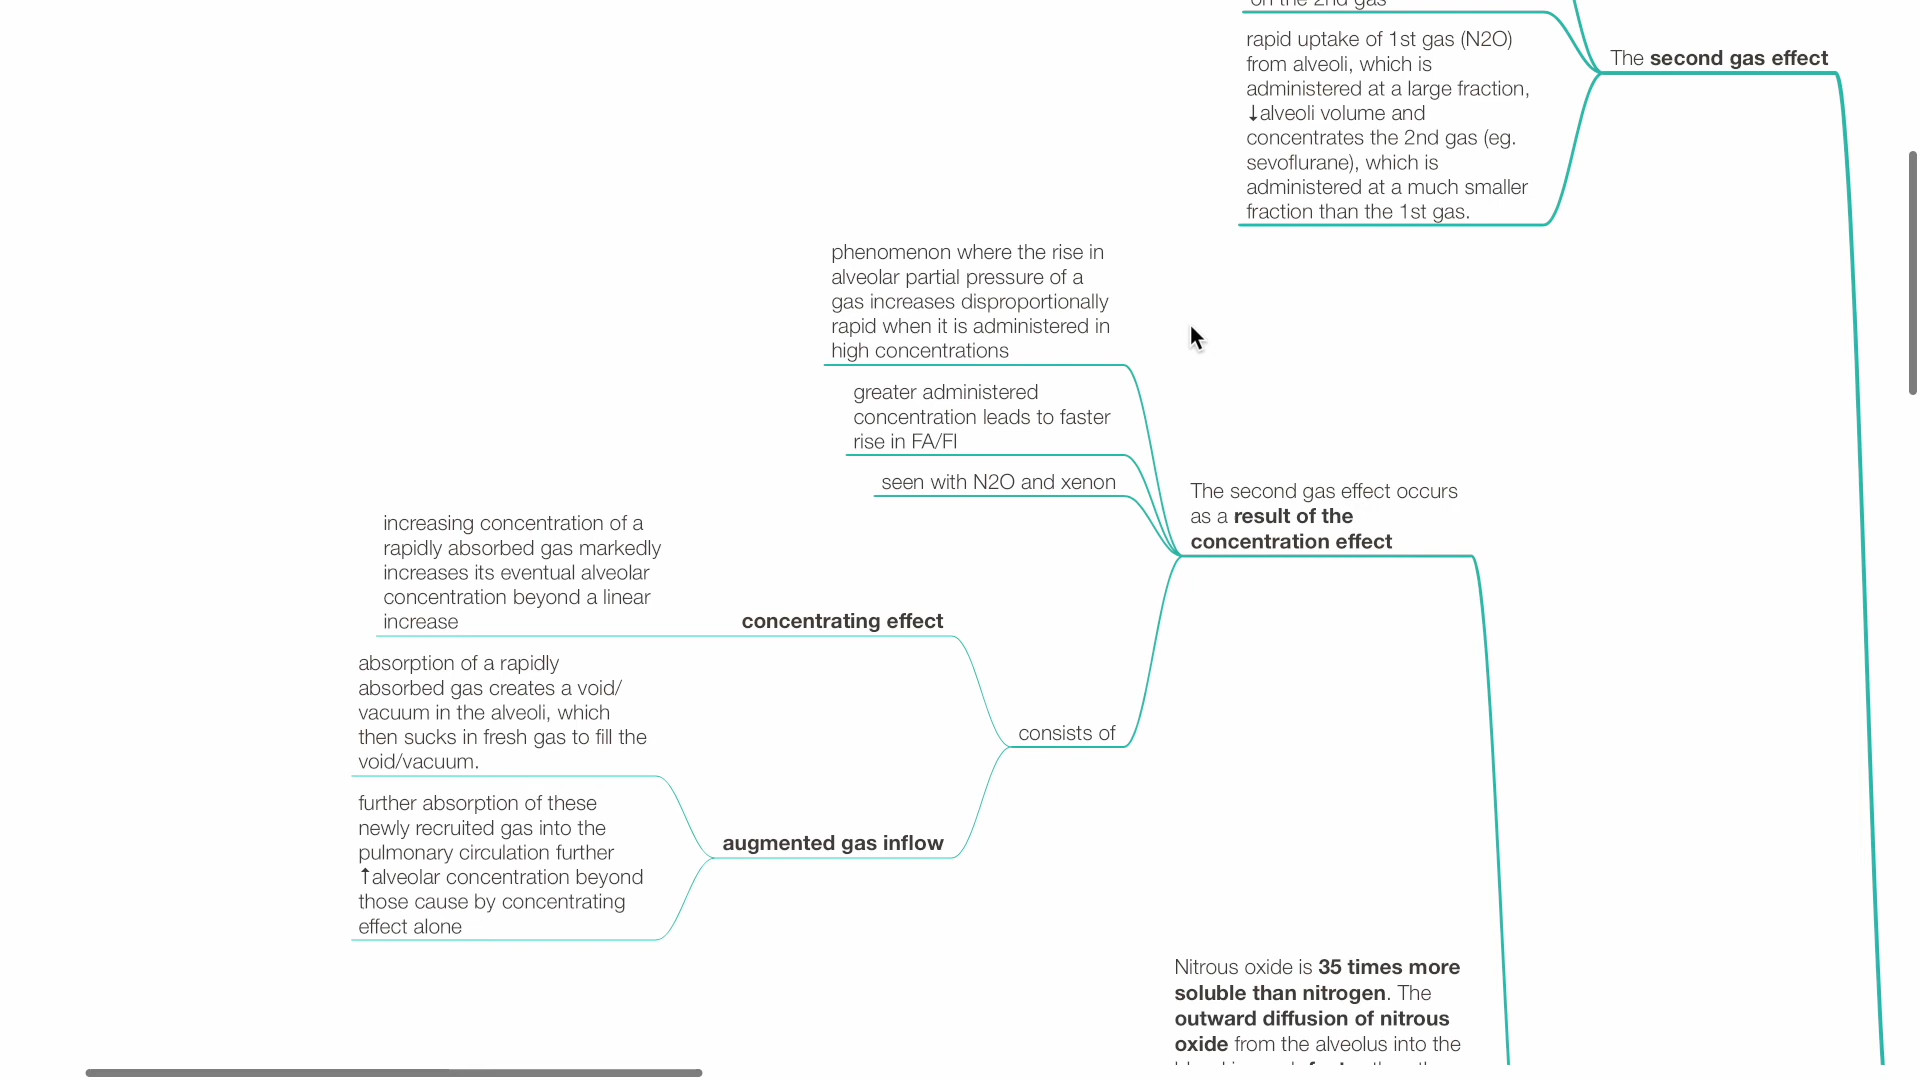 on the 2nd gas
rapid uptake of 1st gas (N2O)
from alveoli, which is
administered at a large fraction,
↓alveoli volume and
concentrates the 2nd gas (eg.
sevoflurane), which is
administered at a much smaller
fraction than the 1st gas.
The second gas effect
phenomenon where the rise in
alveolar partial pressure of a
gas increases disproportionally
rapid when it is administered in
high concentrations
greater administered
concentration leads to faster
rise in FA/FI
seen with N2O and xenon
The second gas effect occurs
as a result of the
concentration effect
increasing concentration of a
rapidly absorbed gas markedly
increases its eventual alveolar
concentration beyond a linear
increase
concentrating effect
absorption of a rapidly
absorbed gas creates a void/
vacuum in the alveoli, which
then sucks in fresh gas to fill the
void/vacuum.
consists of
further absorption of these
newly recruited gas into the
pulmonary circulation further
↑alveolar concentration beyond
those cause by concentrating
effect alone
augmented gas inflow
Nitrous oxide is 35 times more
soluble than nitrogen. The
outward diffusion of nitrous
oxide from the alveolus into the